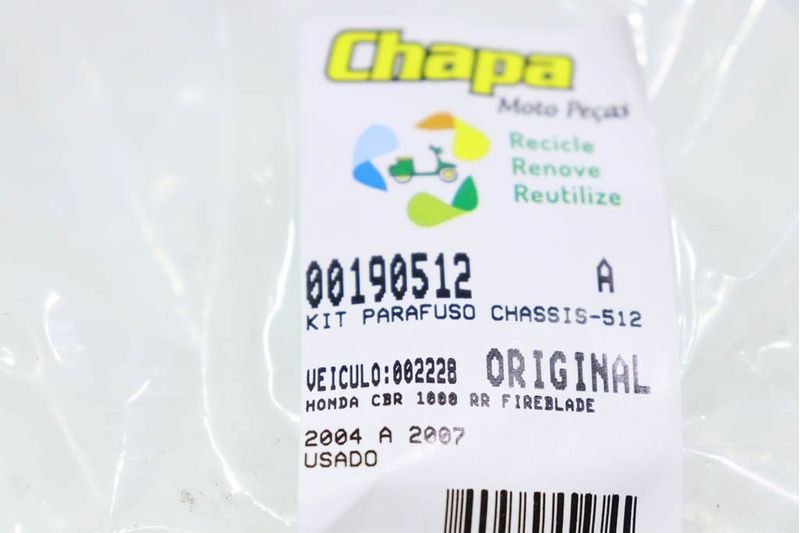 Chapa
Moto Peças
Recicle
Renove
Reutilize
00190512 A
KIT PARAFUSO CHASSIS-512
VEICULO:002228 ORIGINAL
HONDA CBR 1000 RR FIREBLADE
2004 A 2007
USADO